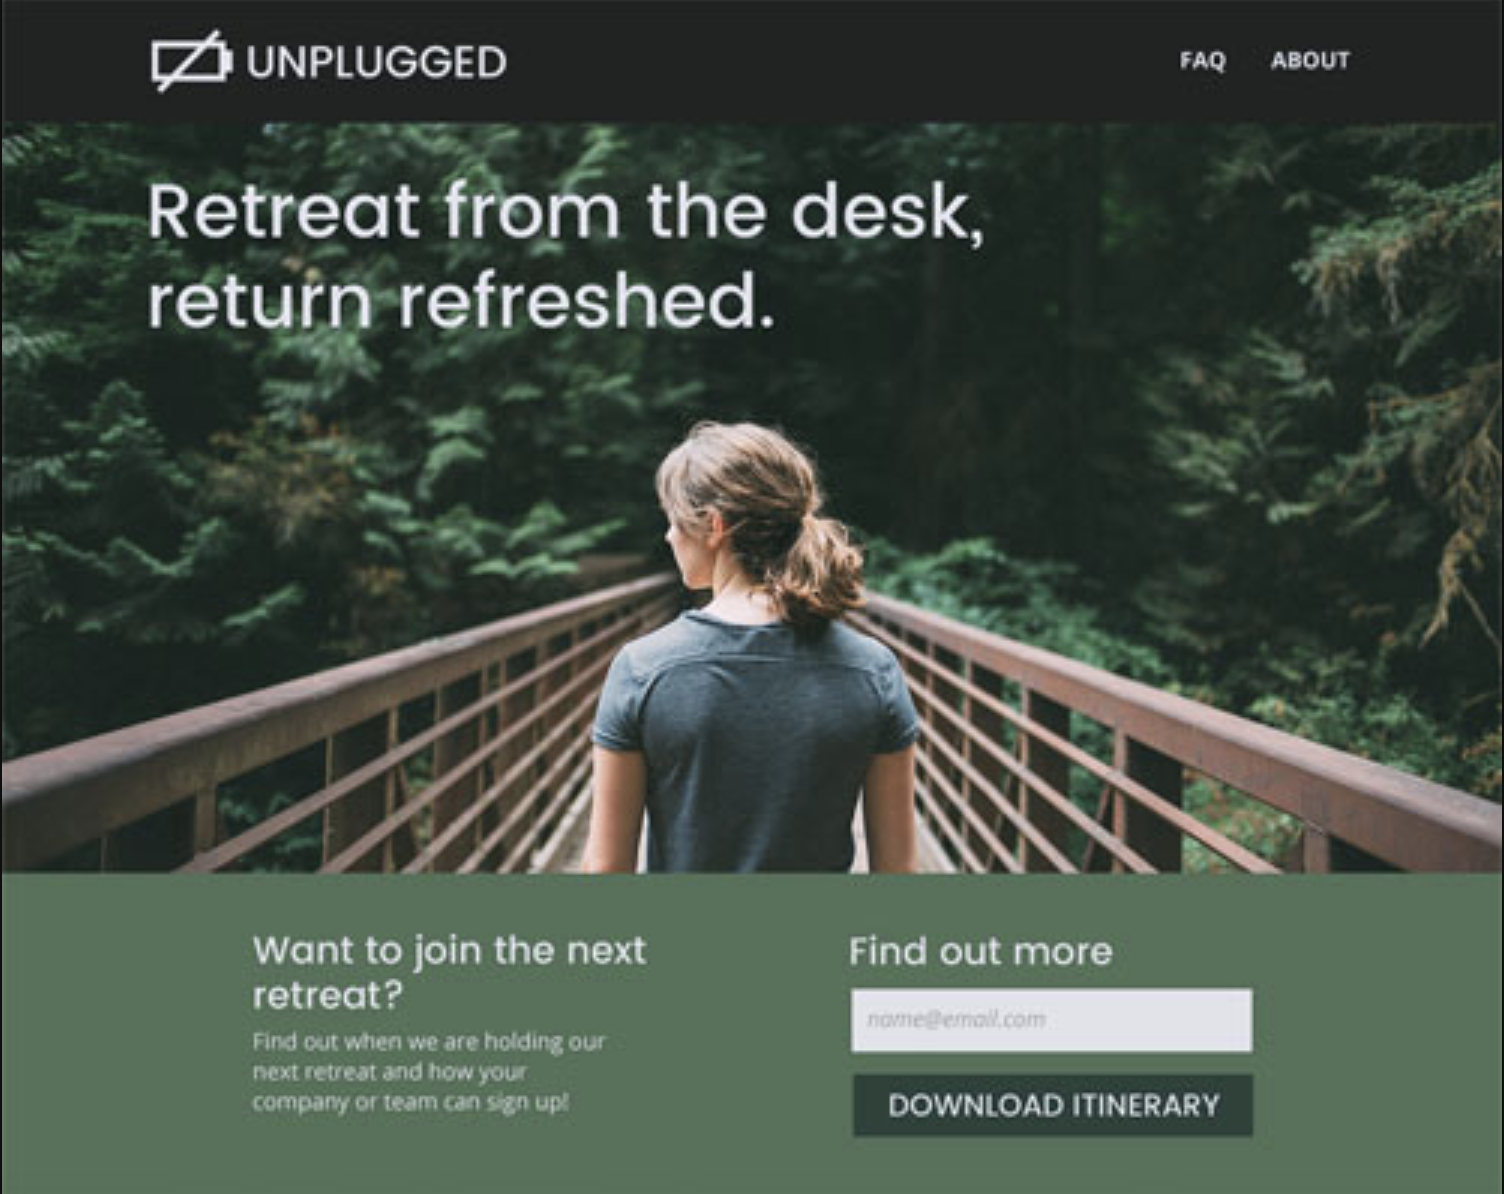 UNPLUGGED
FAQ ABOUT
Retreat from the desk,
return refreshed.
Want to join the next
retreat?
Find out when we are holding our
next retreat and how your
company or team can sign up!
Find out more
name@email.com
DOWNLOAD ITINERARY